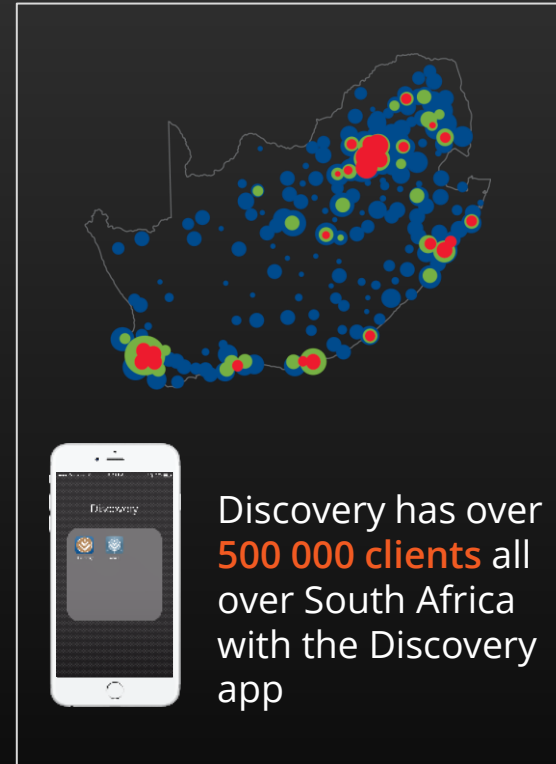 Discovery
Discovery has over
500 000 clients all
over South Africa
with the Discovery
app